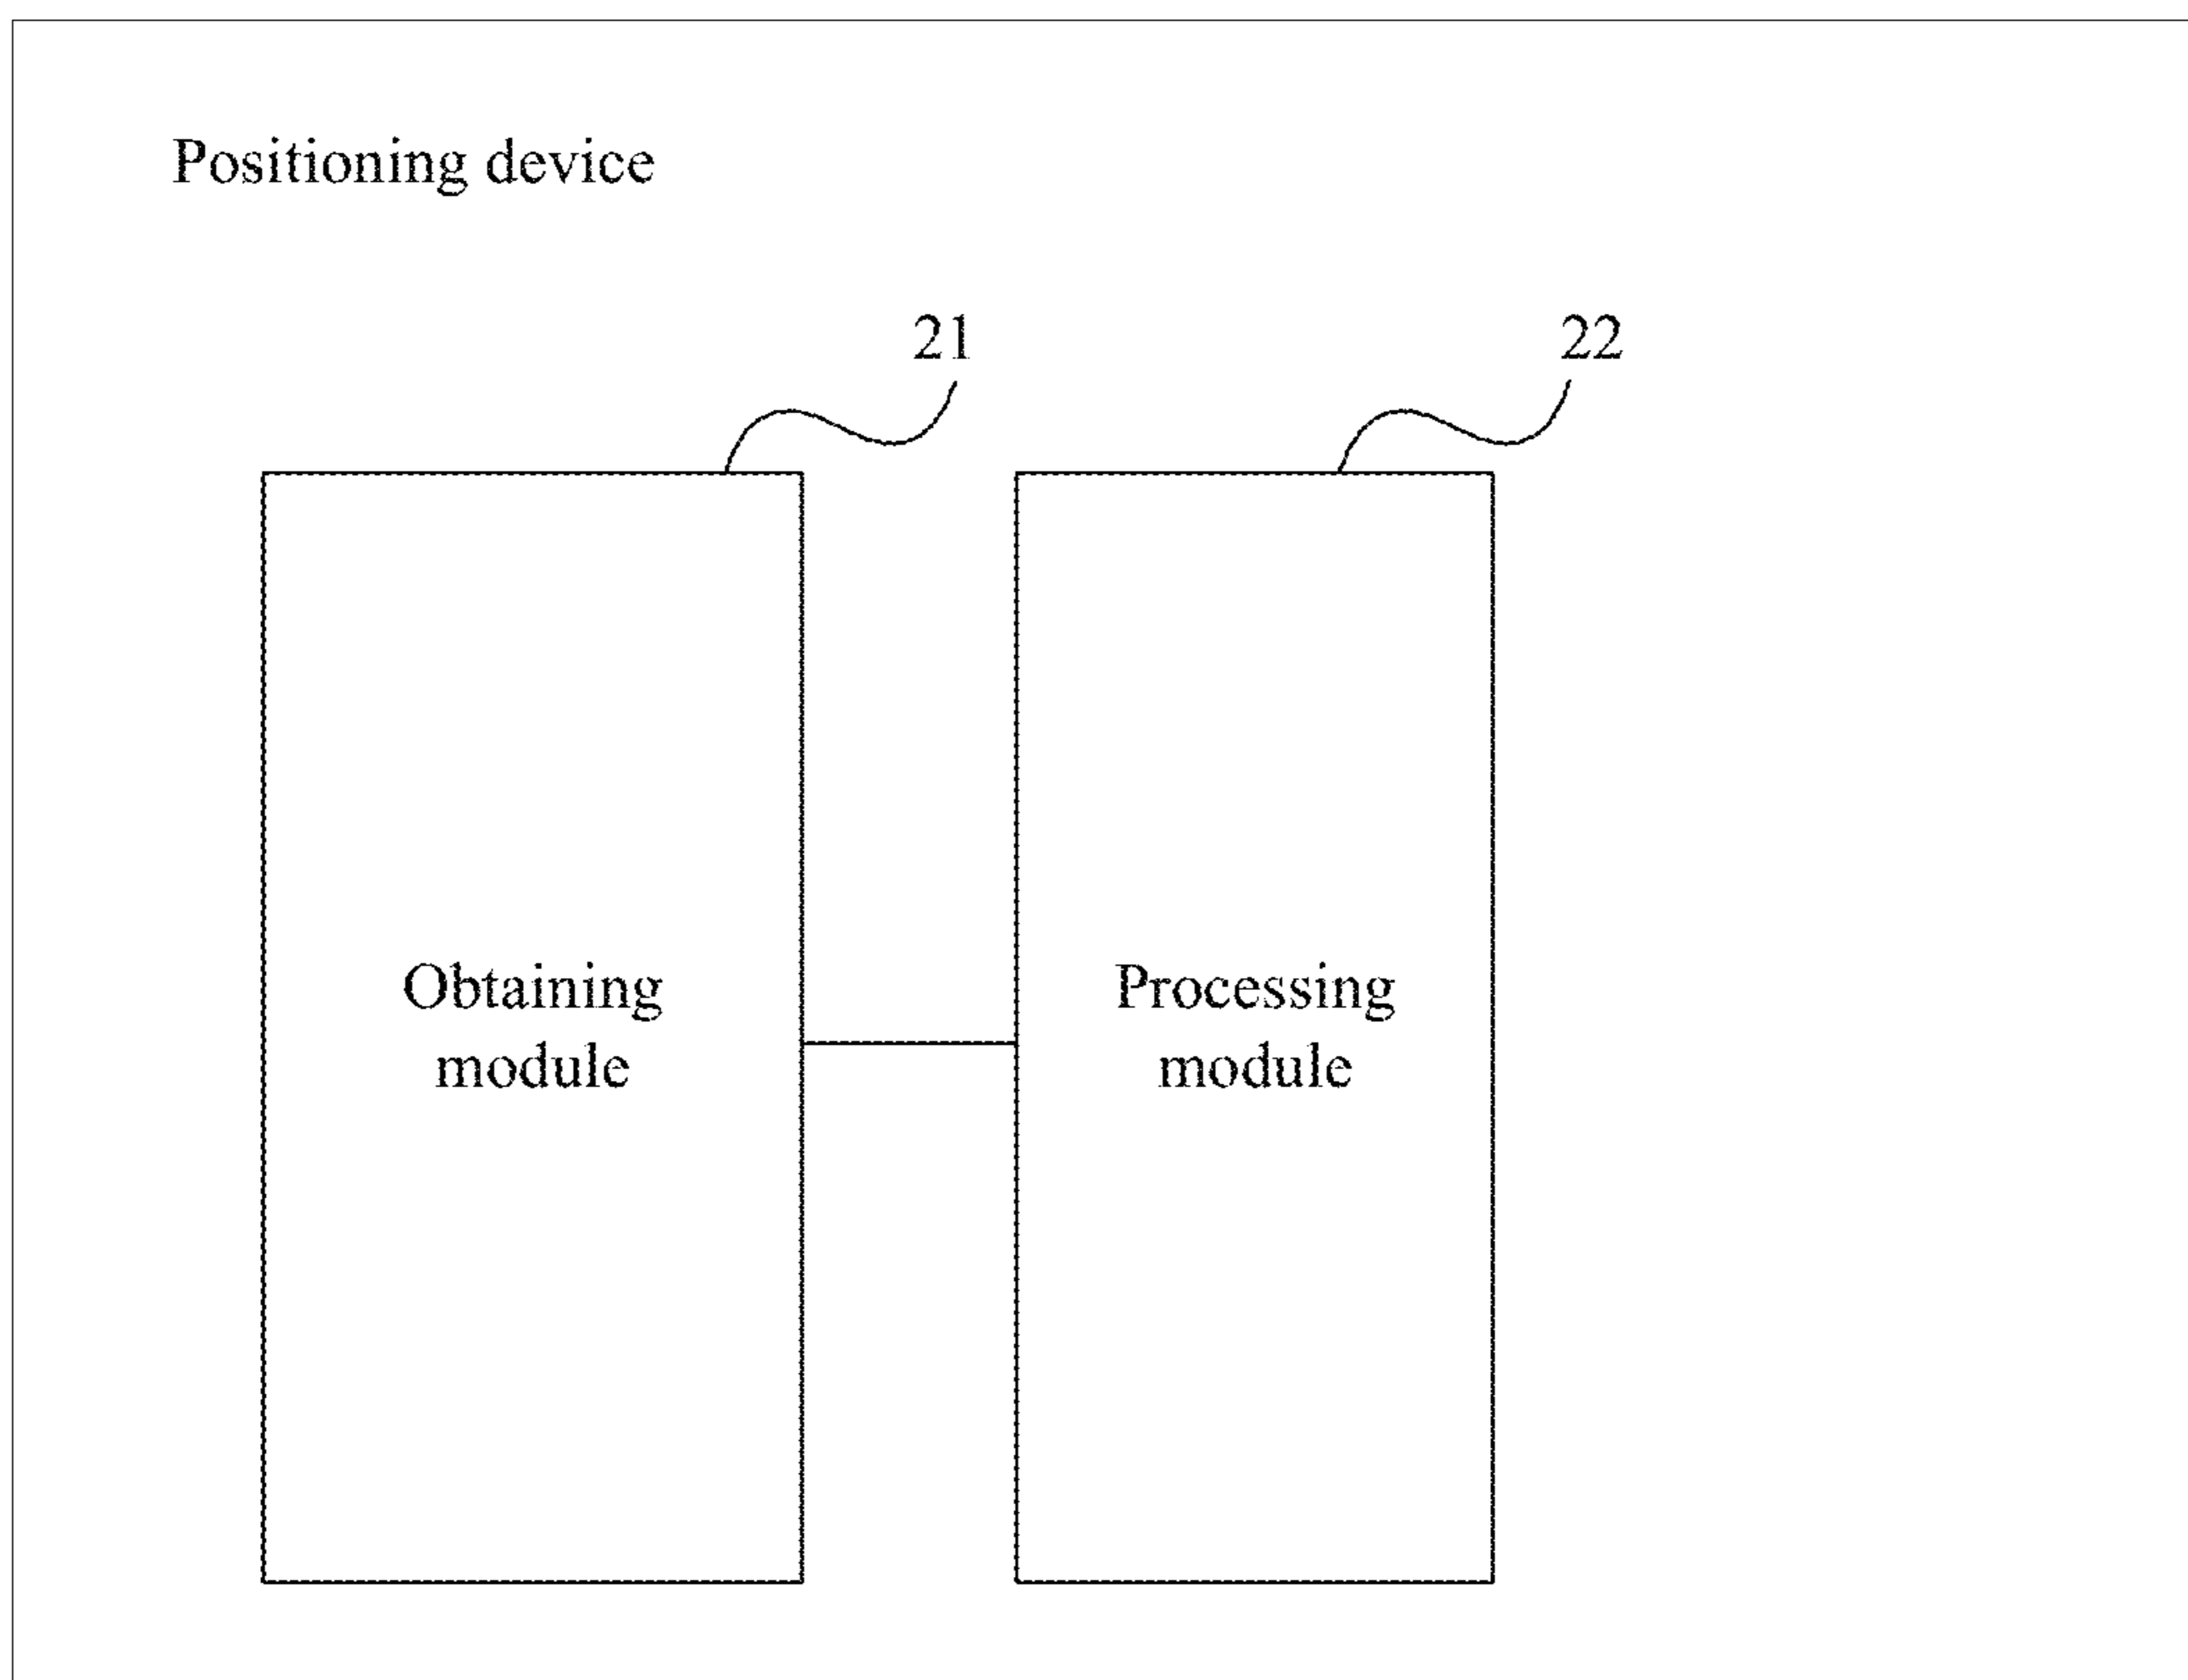 Positioning device
21
22
Obtaining
module
Processing
module